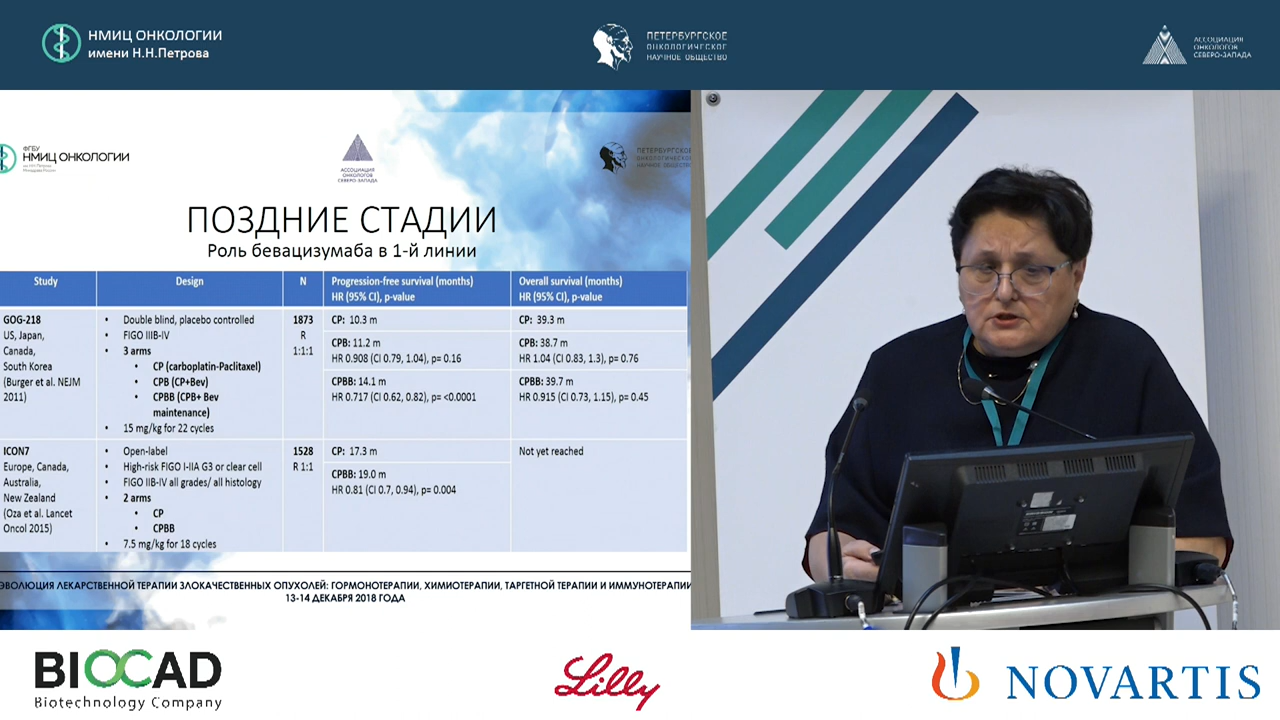 НМИЦ ОНКОЛОГИИ
имени Н.Н.Петрова
ПЕТЕРБУРГСКОЕ
ОНКОЛОГИЧЕСКОЕ
НАУЧНОЕ ОБЩЕСТВО
АССОЦИАЦИЯ
ОНКОЛОГОВ
СЕВЕРО-ЗАПАДА
ФГБУ
НМИЦ ОНКОЛОГИИ
АССОЦИАЦИЯ
ОНКОЛОГОВ
СЕВЕРО-ЗАПАДА
ПЕТЕРБУРГСКОЕ
ОНКОЛОГИЧЕСКОЕ
НАУЧНОЕ ОБЩЕСТВО
ПОЗДНИЕ СТАДИИ
Роль бевацизумаба в 1-й линии
Study
Design
N
Progression-free survival (months)
HR (95% CI), p-value
Overall survival (months)
HR (95% CI), p-value
GOG-218
US, Japan,
Canada,
South Korea
(Burger et al. NEJM
2011)
• Double blind, placebo controlled
• FIGO IIIB-IV
• 3 arms
• CP (carboplatin-Paclitaxel)
• CPB (CP+Bev)
• CPBB (CPB+ Bev
maintenance)
• 15 mg/kg for 22 cycles
1873
R
1:1:1
CP: 10.3 m
CPB: 11.2 m
HR 0.908 (CI 0.79, 1.04), p= 0.16
CPBB: 14.1 m
HR 0.717 (CI 0.62, 0.82), p= <0.0001
CP: 39.3 m
CPB: 38.7 m
HR 1.04 (CI 0.83, 1.3), p= 0.76
CPBB: 39.7 m
HR 0.915 (CI 0.73, 1.15), p= 0.45
ICON7
Europe, Canada,
Australia,
New Zealand
(Oza et al. Lancet
Oncol 2015)
• Open-label
• High-risk FIGO I-IIA G3 or clear cell
• FIGO IIB-IV all grades/ all histology
• 2 arms
• CP
• CPBB
• 7.5 mg/kg for 18 cycles
1528
R 1:1
CP: 17.3 m
CPBB: 19.0 m
HR 0.81 (CI 0.7, 0.94), p= 0.004
Not yet reached
ЭВОЛЮЦИЯ ЛЕКАРСТВЕННОЙ ТЕРАПИИ ЗЛОКАЧЕСТВЕННЫХ ОПУХОЛЕЙ: ГОРМОНОТЕРАПИИ, ХИМИОТЕРАПИИ, ТАРГЕТНОЙ ТЕРАПИИ И ИММУНОТЕРАПИИ
13-14 ДЕКАБРЯ 2018 ГОДА
BIOCAD
Biotechnology Company
Lilly
NOVARTIS